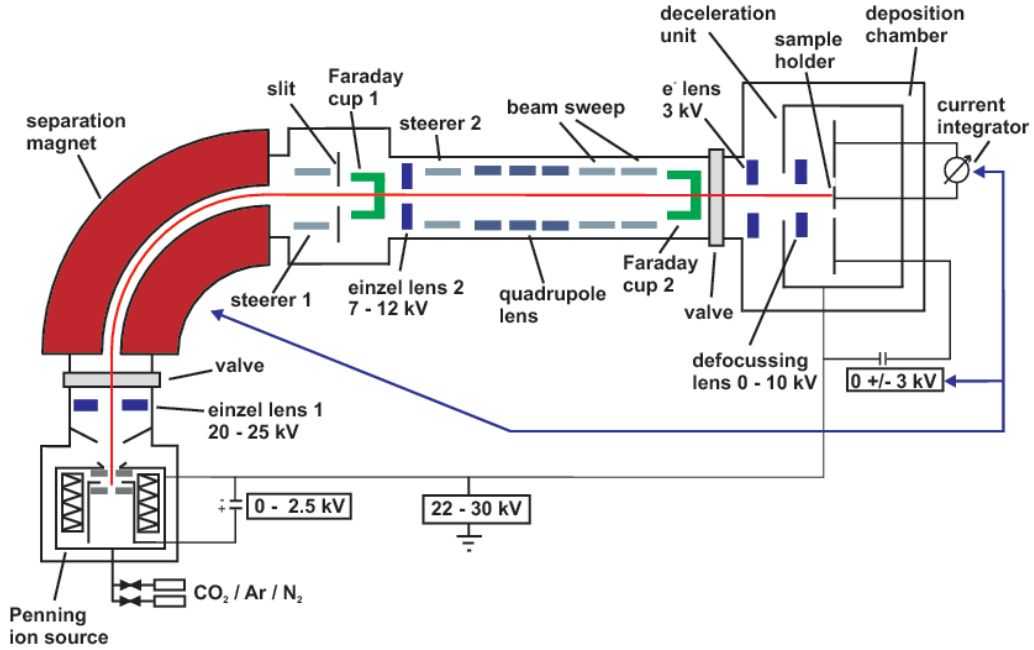 deceleration
unit
deposition
chamber
sample
holder
Faraday
cup 1
slit
e⁻ lens
3 kV
beam sweep
steerer 2
current
integrator
separation
magnet
steerer 1
einzel lens 2
7 - 12 kV
quadrupole
lens
Faraday
cup 2
valve
defocussing
lens 0 - 10 kV
0 +/- 3 kV
valve
einzel lens 1
20 - 25 kV
-
+
0 - 2.5 kV
22 - 30 kV
CO₂ / Ar / N₂
Penning
ion source